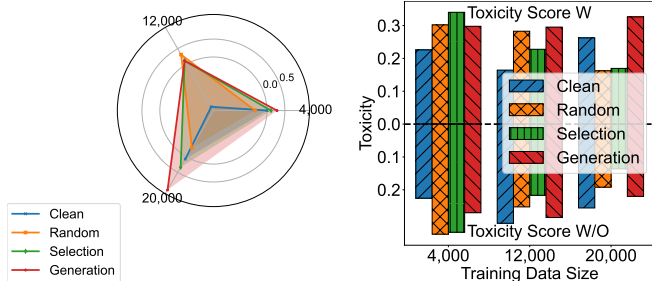 12,000
0.0
0.5
4,000
20,000
Clean
Random
Selection
Generation
Toxicity Score W
0.3
0.2
0.1
0.0
0.1
0.2
Toxicity
Clean
Random
Selection
Generation
Toxicity Score W/O
4,000
12,000
20,000
Training Data Size